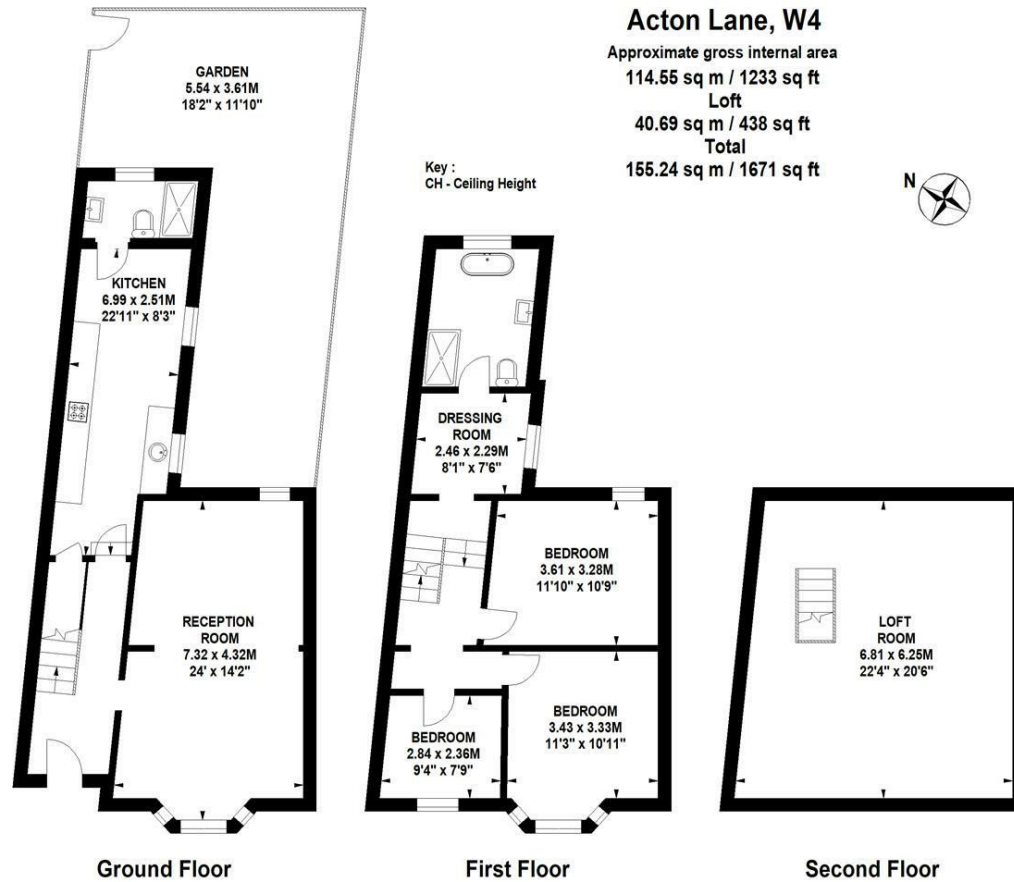 Acton Lane, W4
Approximate gross internal area
114.55 sq m / 1233 sq ft
Loft
40.69 sq m / 438 sq ft
Total
155.24 sq m / 1671 sq ft
Key :
CH - Ceiling Height
N
GARDEN
5.54 x 3.61M
18'2" x 11'10"
KITCHEN
6.99 x 2.51M
22'11" x 8'3"
RECEPTION
ROOM
7.32 x 4.32M
24' x 14'2"
Ground Floor
DRESSING
ROOM
2.46 x 2.29M
8'1" x 7'6"
BEDROOM
3.61 x 3.28M
11'10" x 10'9"
BEDROOM
3.43 x 3.33M
11'3" x 10'11"
BEDROOM
2.84 x 2.36M
9'4" x 7'9"
First Floor
LOFT
ROOM
6.81 x 6.25M
22'4" x 20'6"
Second Floor